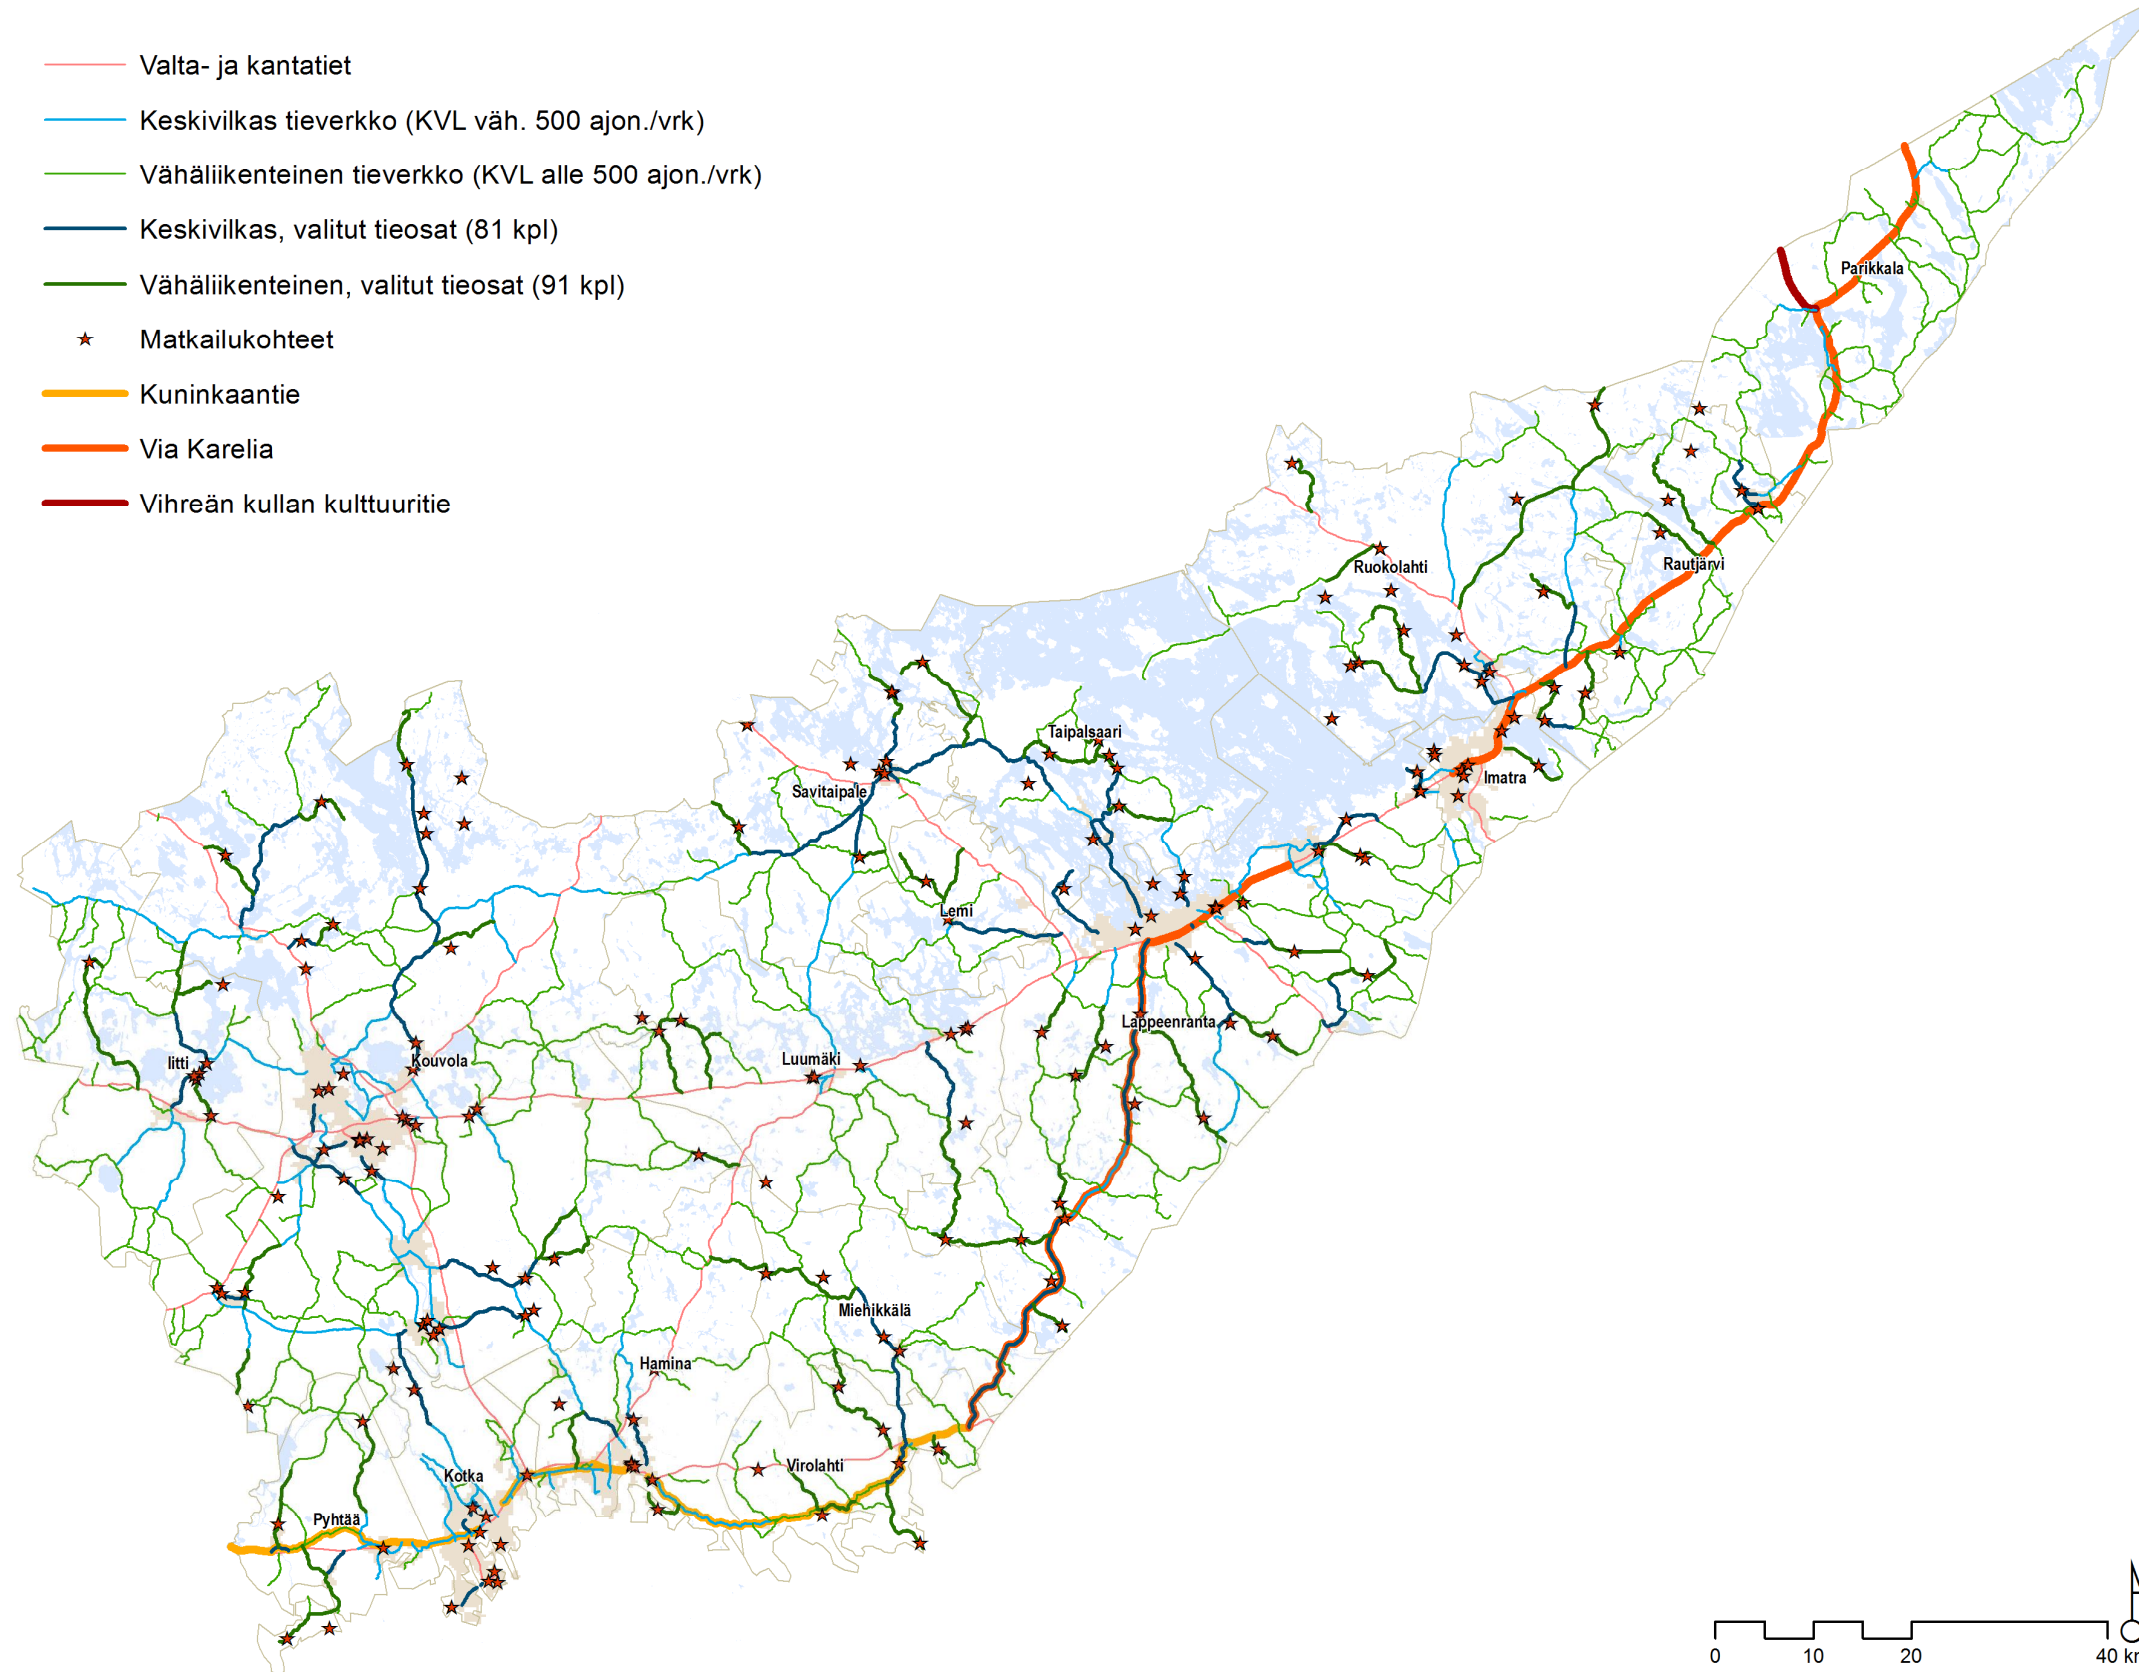 Valta- ja kantatiet
Keskivilkas tieverkko (KVL väh. 500 ajon./vrk)
Vähäliikenteinen tieverkko (KVL alle 500 ajon./vrk)
Keskivilkas, valitut tieosat (81 kpl)
Vähäliikenteinen, valitut tieosat (91 kpl)
Matkailukohteet
Kuninkaantie
Via Karelia
Vihreän kullan kulttuuritie
Parikkala
Rautjärvi
Ruokolahti
Taipalsaari
Imatra
Savitaipale
Lemi
Lappeenranta
Luumäki
Kouvola
Iitti
Miehikkälä
Hamina
Virolahti
Kotka
Pyhtää
0 10 20 40